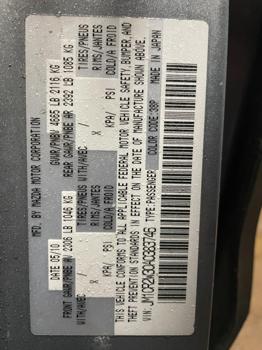 MAZDA MOTOR CORPORATION MADE IN JAPAN
DATE 05/10 GVWR/PNBV 4665 LB 2116 KG
FRONT GAWR/PNBE AV 2306 LB 1046 KG REAR GAWR/PNBE AR 2392 LB 1085 KG
TIRES/PNEUS TIRES/PNEUS
WITH/AVEC RIMS/JANTES WITH/AVEC RIMS/JANTES
COLD/A FROID COLD/A FROID
X KPA/ PSI X KPA/ PSI
THIS VEHICLE CONFORMS TO ALL APPLICABLE FEDERAL MOTOR VEHICLE SAFETY,BUMPER,AND
THEFT PREVENTION STANDARDS IN EFFECT ON THE DATE OF MANUFACTURE SHOWN ABOVE.
VIN: TYPE:PASSENGER COLOR CODE:38P